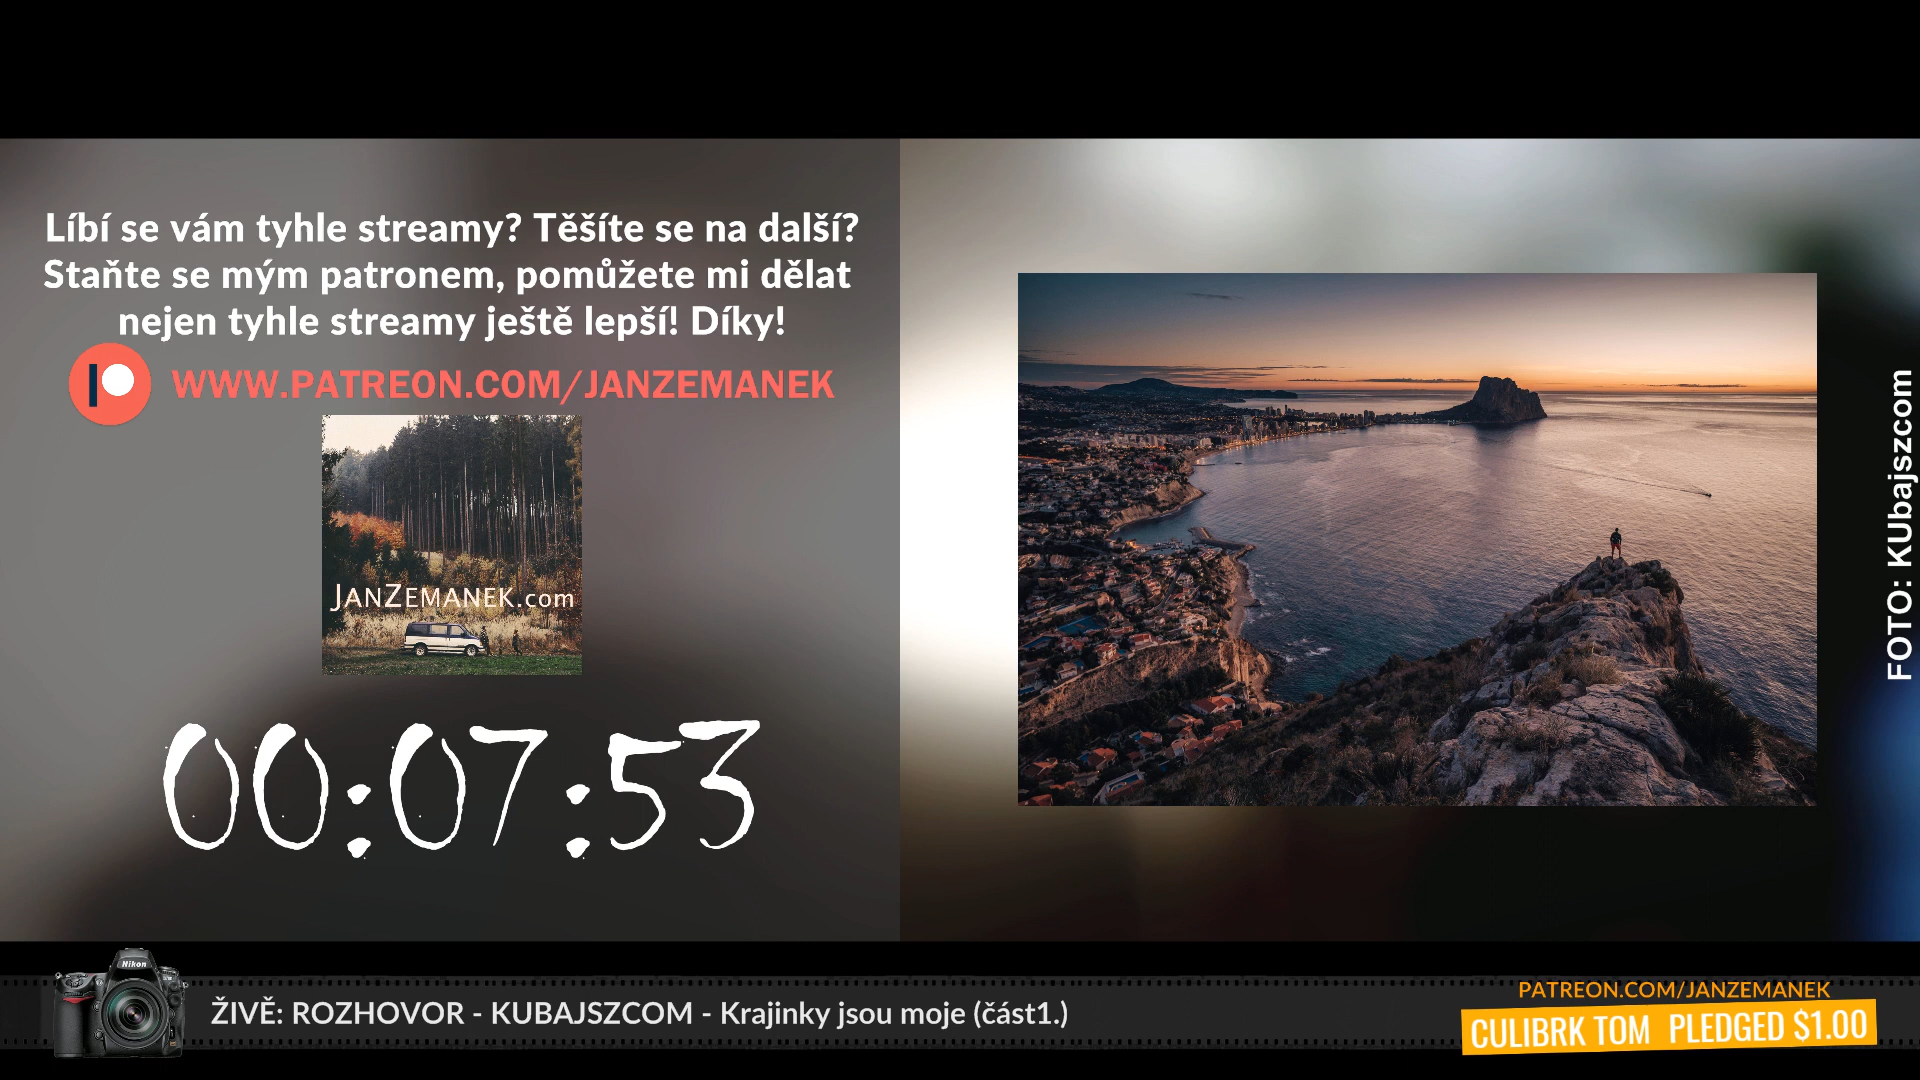 Líbí se vám tyhle streamy? Těšíte se na další?
Staňte se mým patronem, pomůžete mi dělat
nejen tyhle streamy ještě lepší! Díky!
WWW.PATREON.COM/JANZEMANEK
JANZEMANEK.com
00:07:53
FOTO: KUbajszcom
Nikon
ŽIVĚ: ROZHOVOR - KUBAJSZCOM - Krajinky jsou moje (část1.)
PATREON.COM/JANZEMANEK
CULIBRK TOM PLEDGED $1.00